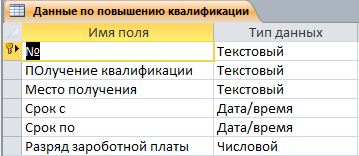 Данные по повышению квалификации
Имя поля Тип данных
№ Текстовый
ПОлучение квалификации Текстовый
Место получения Текстовый
Срок с Дата/время
Срок по Дата/время
Разряд зароботной платы Числовой